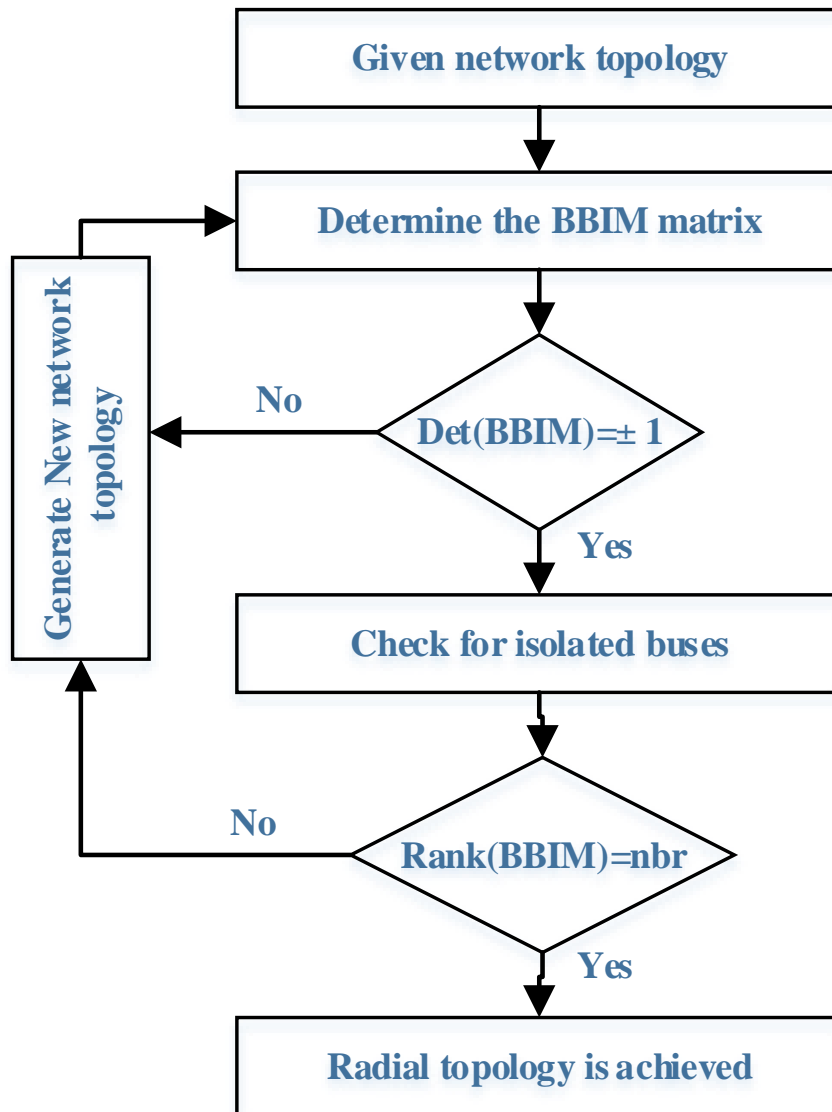 Given network topology
Determine the BBIM matrix
Generate New network
topology
No
Det(BBIM)=± 1
Yes
Check for isolated buses
No
Rank(BBIM)=nbr
Yes
Radial topology is achieved